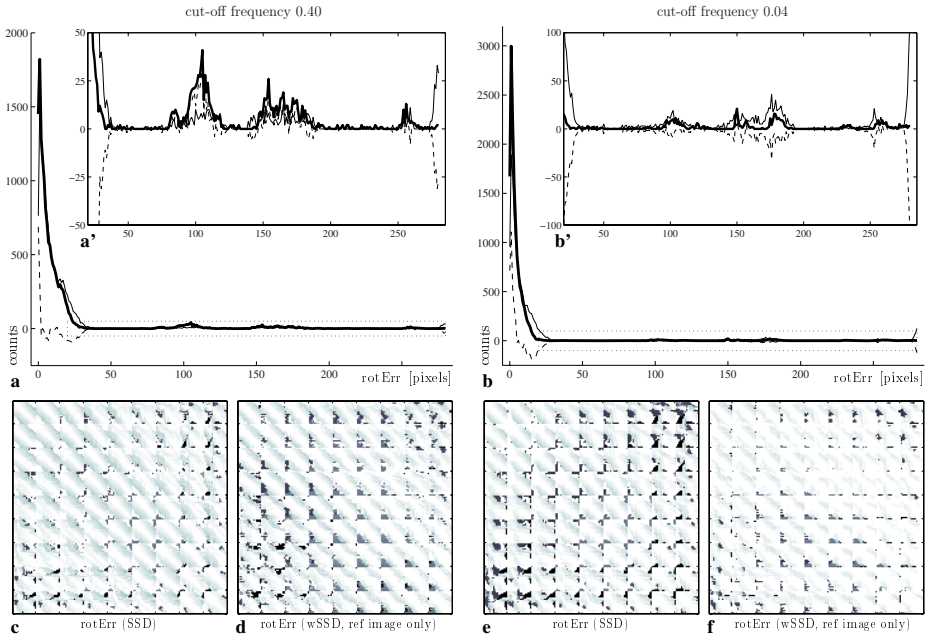 cut-off frequency 0.40
2000
1500
1000
500
0
counts
50
25
0
−25
−50
50
100
150
200
250
a’
0
50
100
150
200
rotErr [pixels]
a
cut-off frequency 0.04
3000
2500
2000
1500
1000
500
0
counts
100
50
0
−50
−100
50
100
150
200
250
b’
0
50
100
150
200
rotErr [pixels]
b
c
rotErr (SSD)
d
rotErr (wSSD, ref image only)
e
rotErr (SSD)
f
rotErr (wSSD, ref image only)